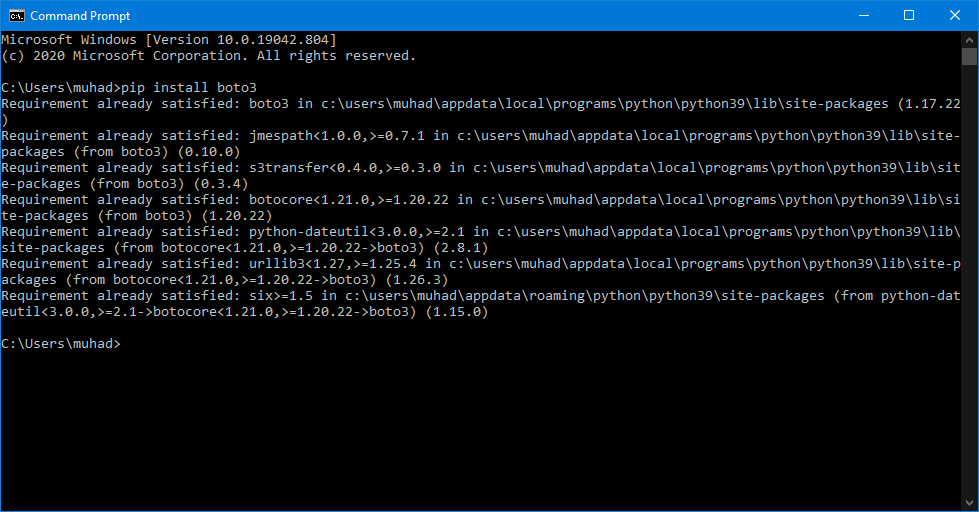 Command Prompt
Microsoft Windows [Version 10.0.19042.804]
(c) 2020 Microsoft Corporation. All rights reserved.
C:\Users\muhad>pip install boto3
Requirement already satisfied: boto3 in c:\users\muhad\appdata\local\programs\python\python39\lib\site-packages (1.17.22
)
Requirement already satisfied: jmespath<1.0.0,>=0.7.1 in c:\users\muhad\appdata\local\programs\python\python39\lib\site-
packages (from boto3) (0.10.0)
Requirement already satisfied: s3transfer<0.4.0,>=0.3.0 in c:\users\muhad\appdata\local\programs\python\python39\lib\sit
e-packages (from boto3) (0.3.4)
Requirement already satisfied: botocore<1.21.0,>=1.20.22 in c:\users\muhad\appdata\local\programs\python\python39\lib\si
te-packages (from boto3) (1.20.22)
Requirement already satisfied: python-dateutil<3.0.0,>=2.1 in c:\users\muhad\appdata\local\programs\python\python39\lib\
site-packages (from botocore<1.21.0,>=1.20.22->boto3) (2.8.1)
Requirement already satisfied: urllib3<1.27,>=1.25.4 in c:\users\muhad\appdata\local\programs\python\python39\lib\site-p
ackages (from botocore<1.21.0,>=1.20.22->boto3) (1.26.3)
Requirement already satisfied: six>=1.5 in c:\users\muhad\appdata\roaming\python\python39\site-packages (from python-dat
eutil<3.0.0,>=2.1->botocore<1.21.0,>=1.20.22->boto3) (1.15.0)
C:\Users\muhad>